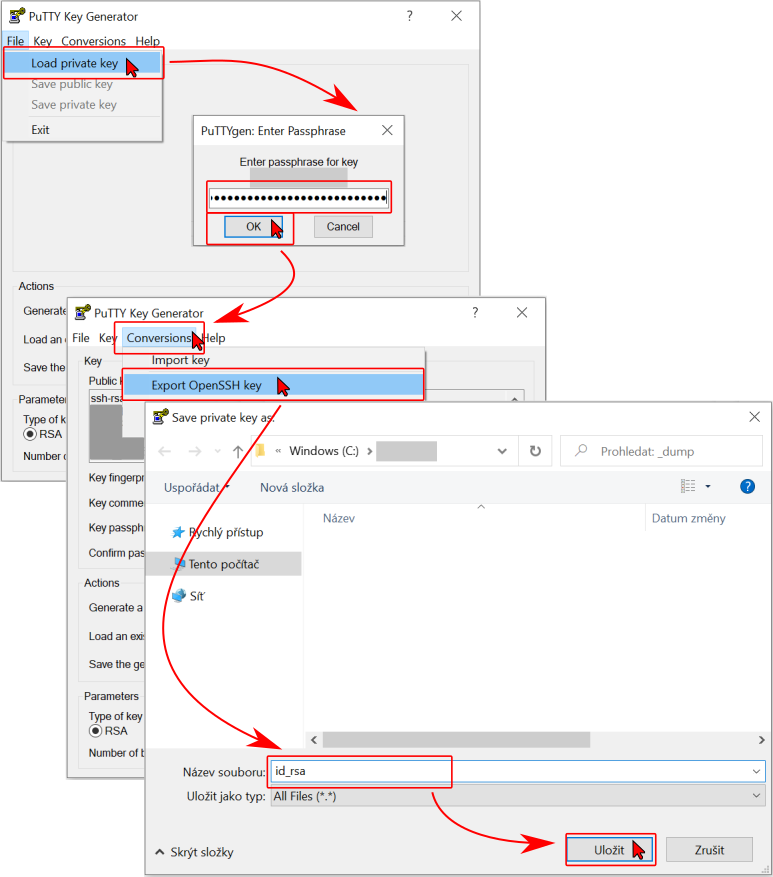 PuTTY Key Generator
?
File Key Conversions Help
Load private key
Save public key
Save private key
Exit
PuTTYgen: Enter Passphrase
Enter passphrase for key
OK Cancel
Actions
Generate
Load an e
Save the
Parameter
Type of k
RSA
Number o
PuTTY Key Generator
?
File Key Conversions Help
Import key
Export OpenSSH key
Key
Public k
ssh-rsa
Key fingerpr
Key comme
Key passph
Confirm pas
Actions
Generate a
Load an exis
Save the ge
Parameters
Type of key
RSA
Number of b
Save private key as:
« Windows (C:)
Prohledat: _dump
Uspořádat Nová složka
?
Název Datum změny
Rychlý přístup
Tento počítač
Síť
Název souboru: id_rsa
Uložit jako typ: All Files (*.*)
Skrýt složky
Uložit Zrušit